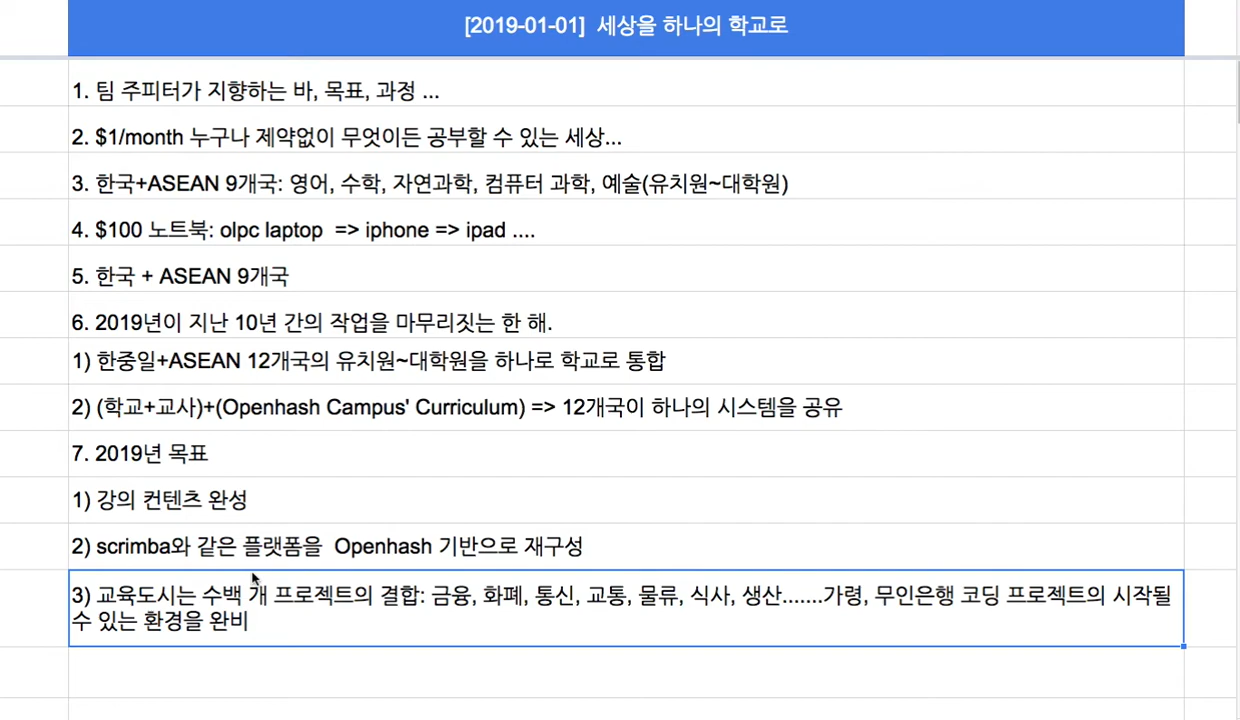 [2019-01-01] 세상을 하나의 학교로
1. 팀 주피터가 지향하는 바, 목표, 과정 ...
2. $1/month 누구나 제약없이 무엇이든 공부할 수 있는 세상...
3. 한국+ASEAN 9개국: 영어, 수학, 자연과학, 컴퓨터 과학, 예술(유치원~대학원)
4. $100 노트북: olpc laptop => iphone => ipad ....
5. 한국 + ASEAN 9개국
6. 2019년이 지난 10년 간의 작업을 마무리짓는 한 해.
1) 한중일+ASEAN 12개국의 유치원~대학원을 하나로 학교로 통합
2) (학교+교사)+(Openhash Campus' Curriculum) => 12개국이 하나의 시스템을 공유
7. 2019년 목표
1) 강의 컨텐츠 완성
2) scrimba와 같은 플랫폼을 Openhash 기반으로 재구성
3) 교육도시는 수백 개 프로젝트의 결합: 금융, 화폐, 통신, 교통, 물류, 식사, 생산.......가령, 무인은행 코딩 프로젝트의 시작될
수 있는 환경을 완비